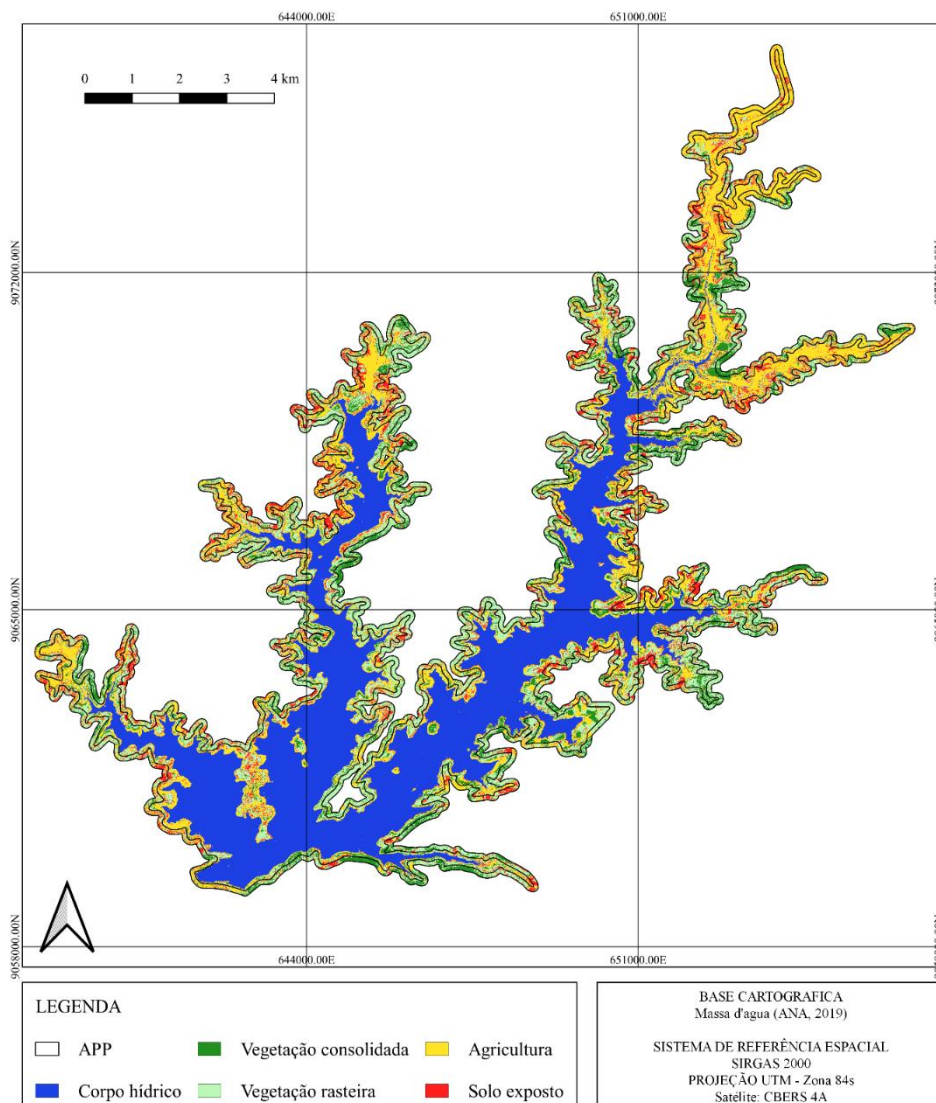 644000.00E 651000.00E
0 1 2 3 4 km
9072000.00N
9065000.00N
9058000.00N
644000.00E 651000.00E
LEGENDA
APP
Vegetação consolidada
Agricultura
Corpo hídrico
Vegetação rasteira
Solo exposto
BASE CARTOGRAFICA
Massa d'agua (ANA, 2019)
SISTEMA DE REFERÊNCIA ESPACIAL
SIRGAS 2000
PROJEÇÃO UTM - Zona 84s
Satélite: CBERS 4A